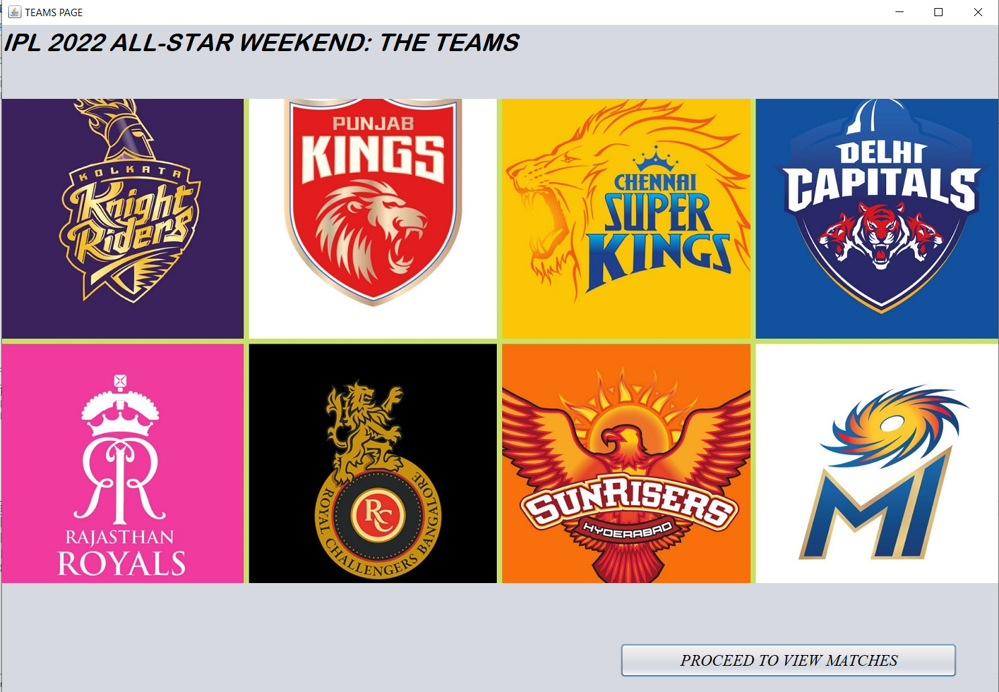 TEAMS PAGE
IPL 2022 ALL-STAR WEEKEND: THE TEAMS
KOLKATA
Knight
Riders
PUNJAB
KINGS
CHENNAI
SUPER
KINGS
DELHI
CAPITALS
RAJASTHAN
ROYALS
RC
ROYAL CHALLENGERS BANGALORE
SUNRISERS
HYDERABAD
MI
PROCEED TO VIEW MATCHES